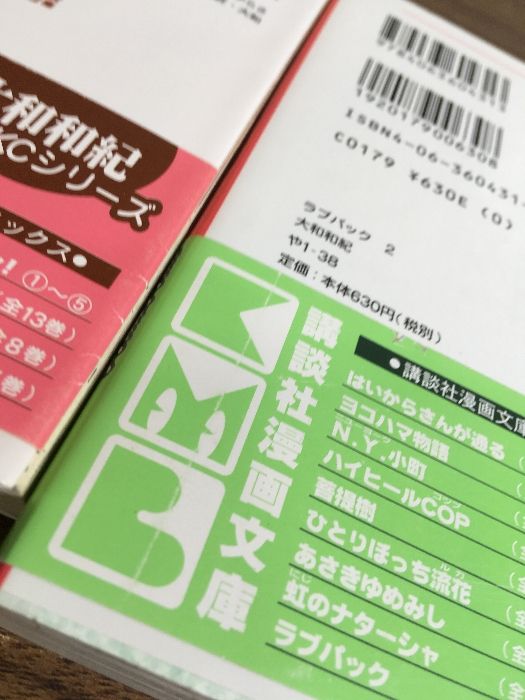 大和和紀
KCシリーズ
ックス●
! ①〜⑤
全13巻)
全8巻)
巻)
ISBN4-06-360431
1920179006308
C0179 ¥630E (0)
ラブパック 2
大和和紀
や1-38
定価:本体630円(税別)
KMB
講談社漫画文庫
●講談社漫画文庫
はいからさんが通る
ヨコハマ物語
N.Y.小町
ハイヒールCOP
菩提樹
ひとりぼっち流花
あさきゆめみし
虹のナターシャ
ラブパック